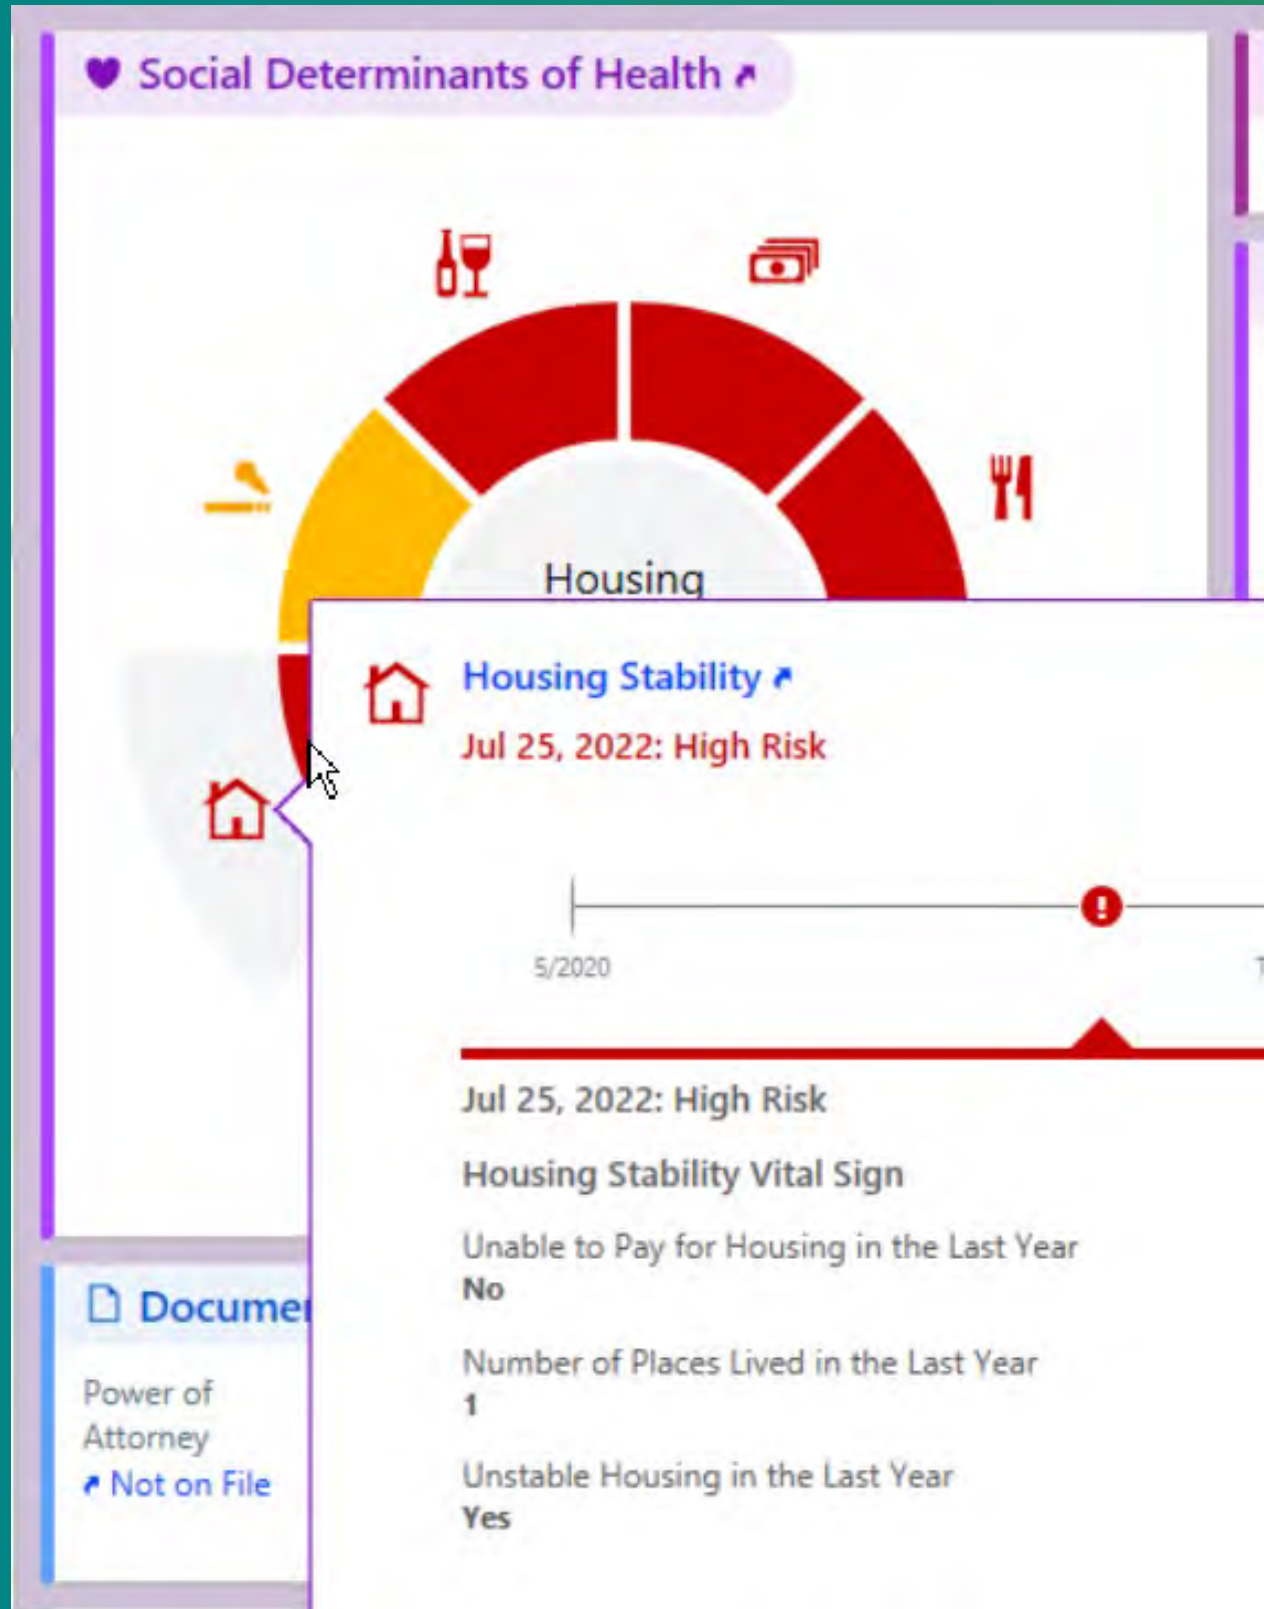 Social Determinants of Health
Housing
Housing Stability
Jul 25, 2022: High Risk
5/2020
Jul 25, 2022: High Risk
Housing Stability Vital Sign
Unable to Pay for Housing in the Last Year
No
Number of Places Lived in the Last Year
1
Unstable Housing in the Last Year
Yes
Power of
Attorney
Not on File